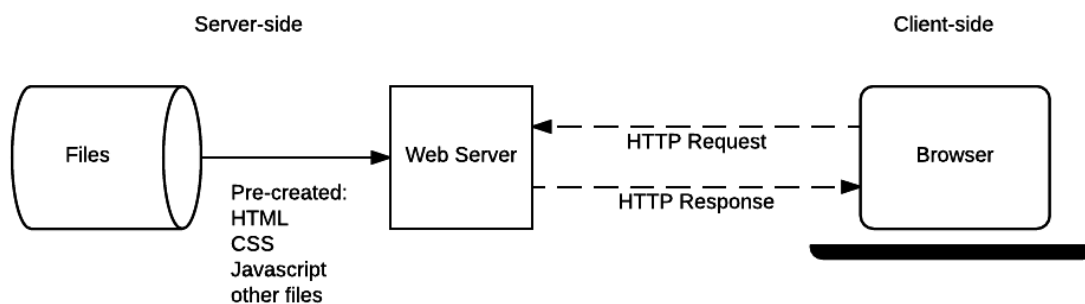 Server-side
Client-side
Files
Web Server
HTTP Request
Browser
HTTP Response
Pre-created:
HTML
CSS
Javascript
other files